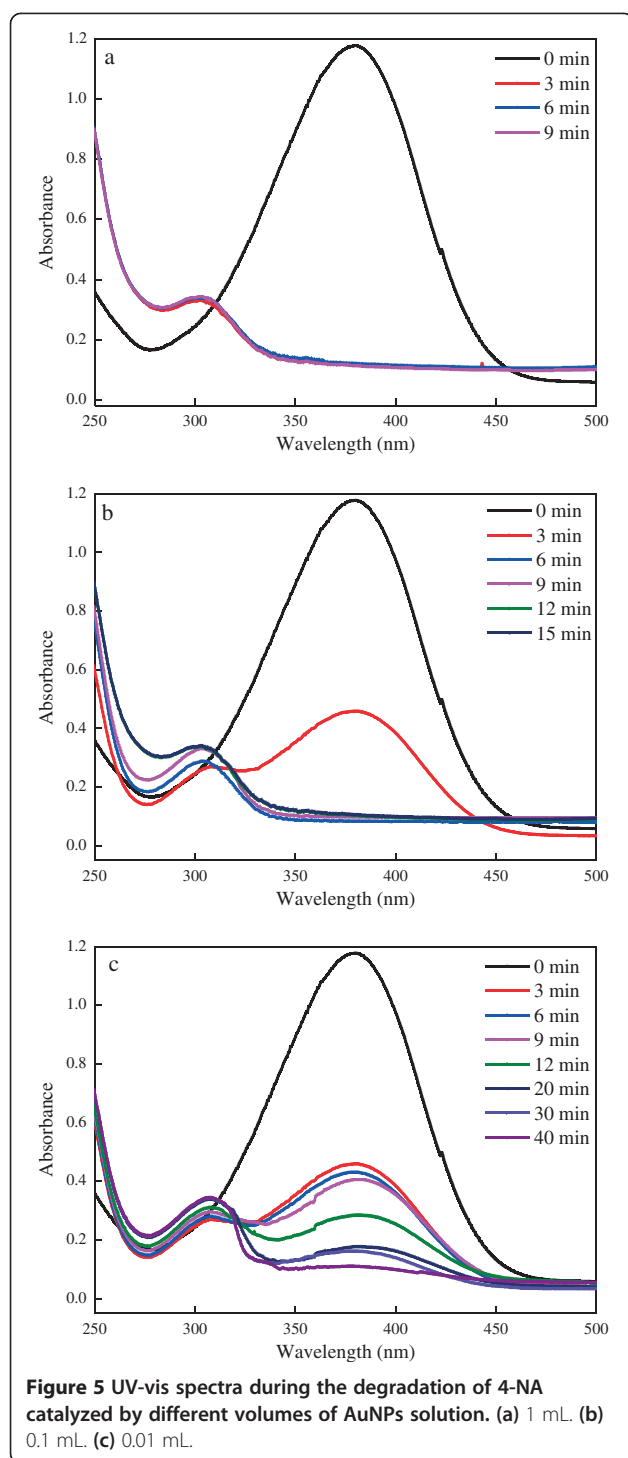 a
1.2
1.0
0.8
0.6
0.4
0.2
0.0
Absorbance
0 min
3 min
6 min
9 min
250
300
350
400
450
500
Wavelength (nm)
b
1.2
1.0
0.8
0.6
0.4
0.2
0.0
Absorbance
0 min
3 min
6 min
9 min
12 min
15 min
250
300
350
400
450
500
Wavelength (nm)
c
1.2
1.0
0.8
0.6
0.4
0.2
0.0
Absorbance
0 min
3 min
6 min
9 min
12 min
20 min
30 min
40 min
250
300
350
400
450
500
Wavelength (nm)
Figure 5 UV-vis spectra during the degradation of 4-NA
catalyzed by different volumes of AuNPs solution. (a) 1 mL. (b)
0.1 mL. (c) 0.01 mL.